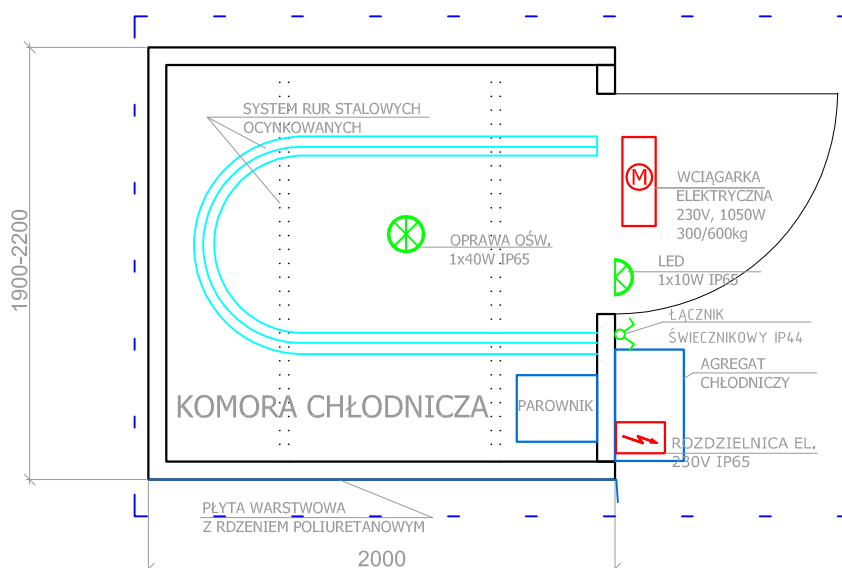 SYSTEM RUR STALOWYCH
OCYNKOWANYCH
M
WCIĄGARKA
ELEKTRYCZNA
230V, 1050W
300/600kg
OPRAWA OŚW.
1x40W IP65
LED
1x10W IP65
ŁĄCZNIK
ŚWIECZNIKOWY IP44
AGREGAT
CHŁODNICZY
KOMORA CHŁODNICZA
PAROWNIK
ROZDZIELNICA EL.
230V IP65
PŁYTA WARSTWOWA
Z RDZENIEM POLIURETANOWYM
1900-2200
2000